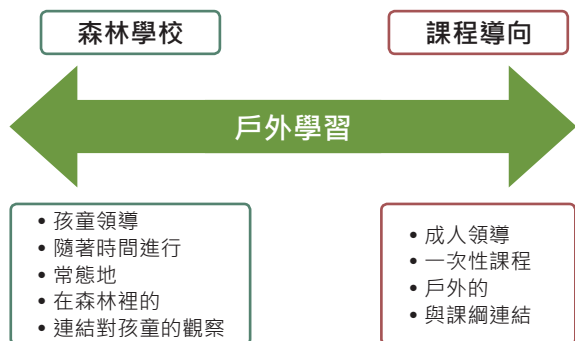 森林學校
課程導向
戶外學習
• 孩童領導
• 隨著時間進行
• 常態地
• 在森林裡的
• 連結對孩童的觀察
• 成人領導
• 一次性課程
• 戶外的
• 與課綱連結